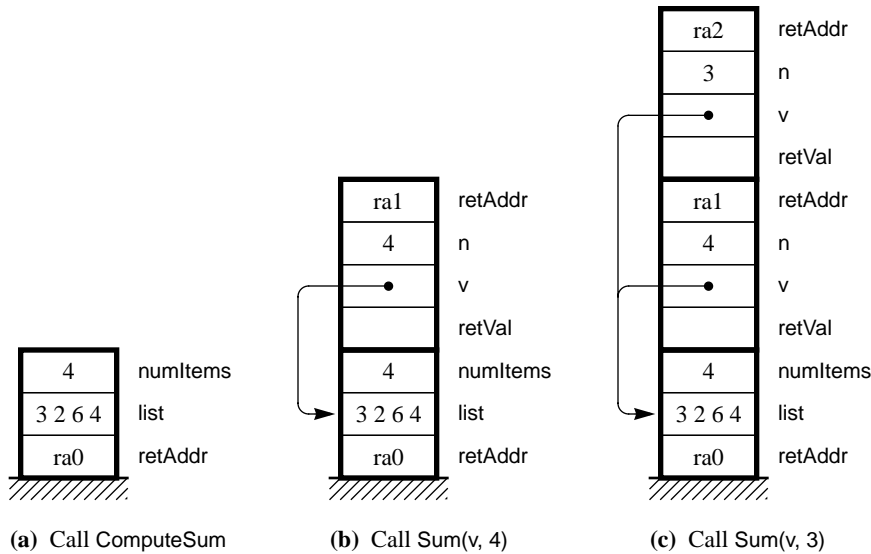 ra2 retAddr
3 n
v
retVal
ra1 retAddr ra1 retAddr
4 n 4 n
v v
retVal retVal
4 numItems 4 numItems 4 numItems
3 2 6 4 list 3 2 6 4 list 3 2 6 4 list
ra0 retAddr ra0 retAddr ra0 retAddr
(a) Call ComputeSum (b) Call Sum(v, 4) (c) Call Sum(v, 3)